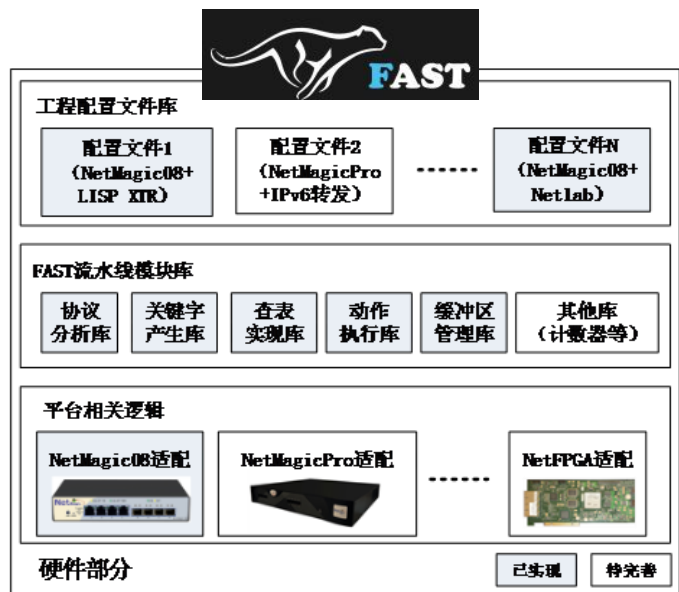 FAST
工程配置文件库
配置文件1
（NetMagic08+
LISP XTR）
配置文件2
（NetMagicPro
+IPv6转发）
······
配置文件N
（NetMagic08+
Netlab）
FAST流水线模块库
协议
分析库
关键字
产生库
查表
实现库
动作
执行库
缓冲区
管理库
其他库
（计数器等）
平台相关逻辑
NetMagic08适配
NetMagicPro适配
······
NetFPGA适配
硬件部分
已实现
待完善